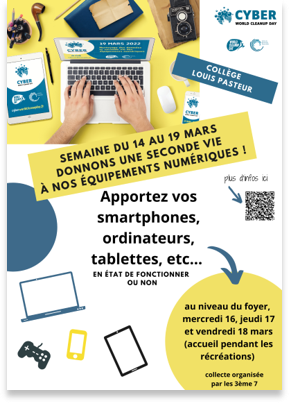 CYBER
WORLD CLEANUP DAY
19 MARS 2022
CYBER
CYBER
COLLÈGE
LOUIS PASTEUR
SEMAINE DU 14 AU 19 MARS
DONNONS UNE SECONDE VIE
À NOS ÉQUIPEMENTS NUMÉRIQUES !
plus d'infos ici
Apportez vos
smartphones,
ordinateurs,
tablettes, etc...
EN ÉTAT DE FONCTIONNER
OU NON
au niveau du foyer,
mercredi 16, jeudi 17
et vendredi 18 mars
(accueil pendant les
récréations)
collecte organisée
par les 3ème 7